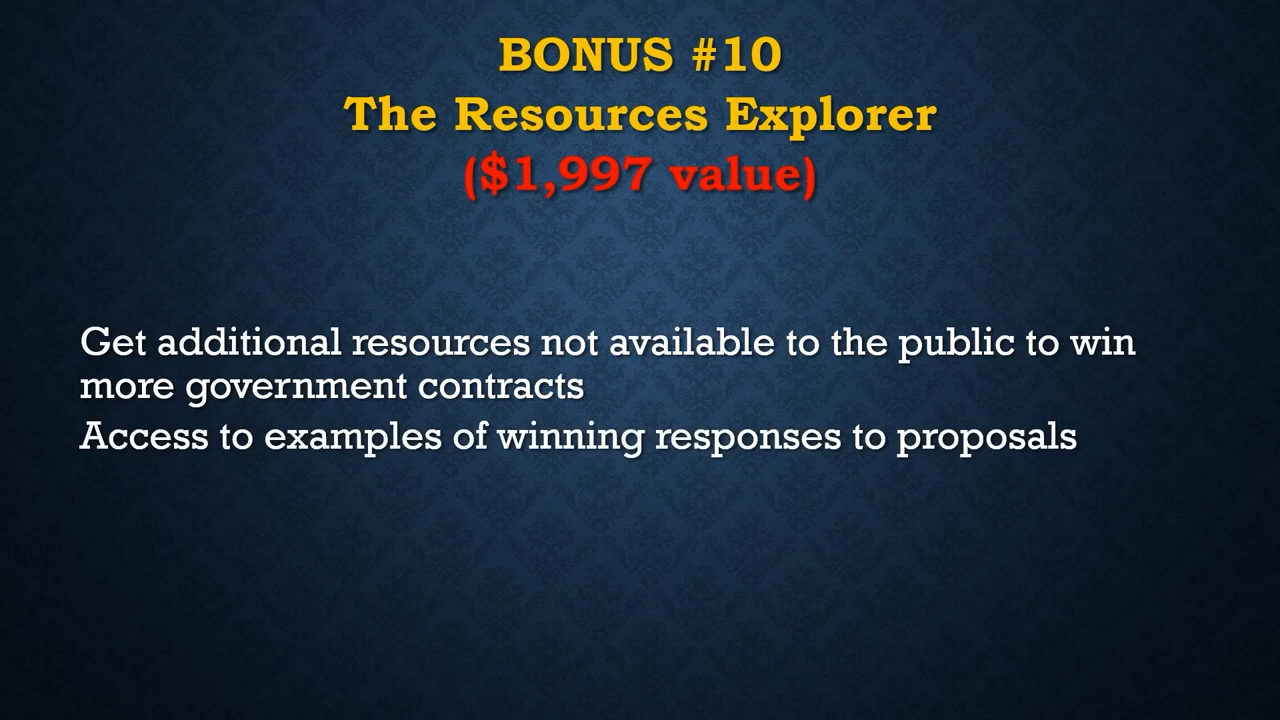 BONUS #10
The Resources Explorer
($1,997 value)
Get additional resources not available to the public to win
more government contracts
Access to examples of winning responses to proposals